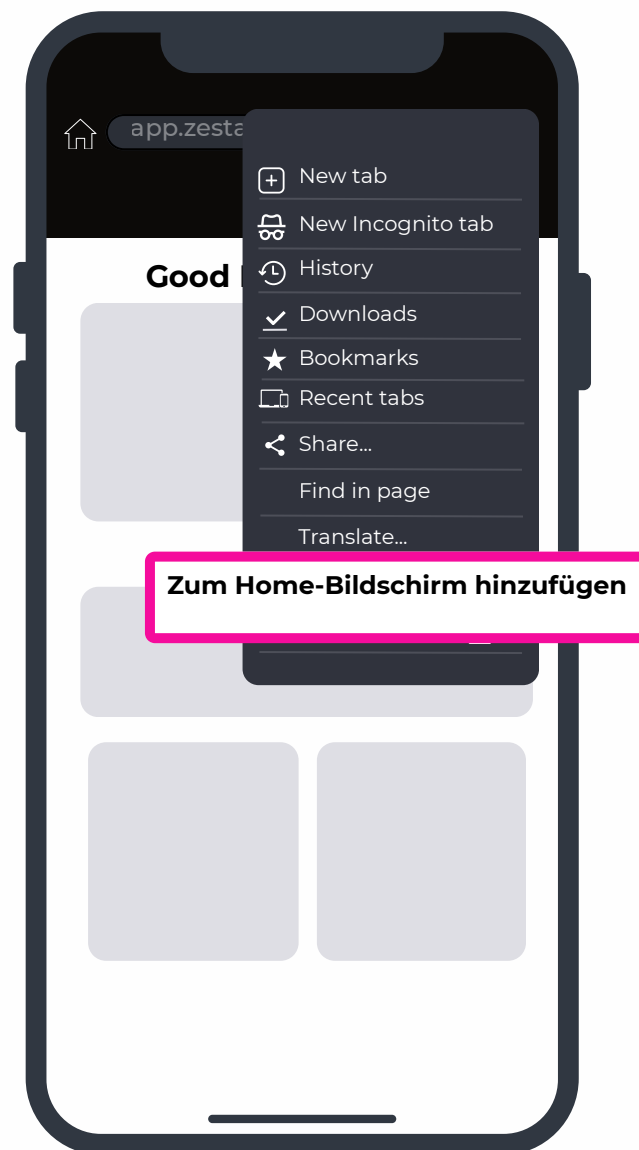 app.zesta
New tab
New Incognito tab
Good
History
Downloads
Bookmarks
Recent tabs
Share...
Find in page
Translate...
Zum Home-Bildschirm hinzufügen